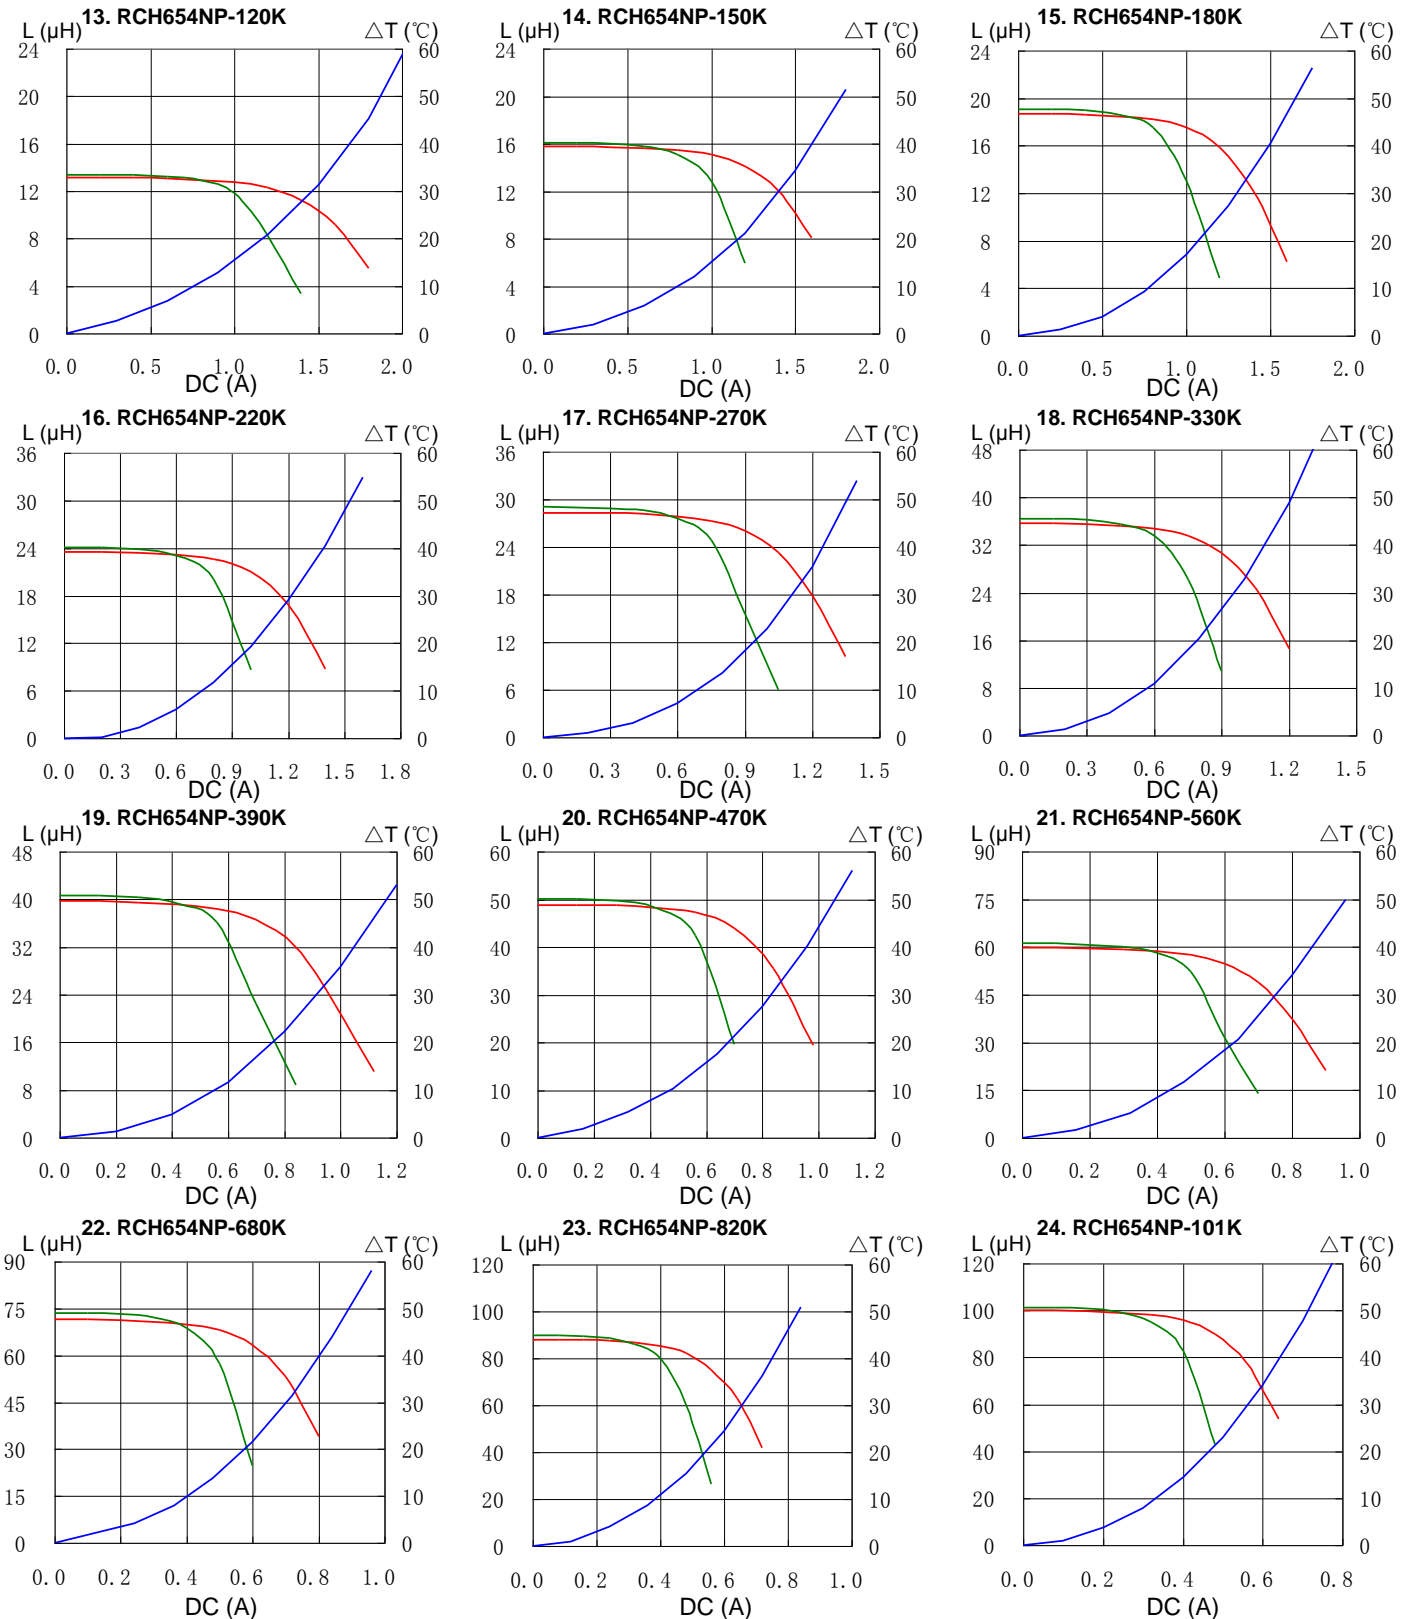 13. RCH654NP-120K
L (μH) △T (℃)
24 60
20 50
16 40
12 30
8 20
4 10
0 0
0.0 0.5 1.0 1.5 2.0
DC (A)
14. RCH654NP-150K
L (μH) △T (℃)
24 60
20 50
16 40
12 30
8 20
4 10
0 0
0.0 0.5 1.0 1.5 2.0
DC (A)
15. RCH654NP-180K
L (μH) △T (℃)
24 60
20 50
16 40
12 30
8 20
4 10
0 0
0.0 0.5 1.0 1.5 2.0
DC (A)
16. RCH654NP-220K
L (μH) △T (℃)
36 60
30 50
24 40
18 30
12 20
6 10
0 0
0.0 0.3 0.6 0.9 1.2 1.5 1.8
DC (A)
17. RCH654NP-270K
L (μH) △T (℃)
36 60
30 50
24 40
18 30
12 20
6 10
0 0
0.0 0.3 0.6 0.9 1.2 1.5
DC (A)
18. RCH654NP-330K
L (μH) △T (℃)
48 60
40 50
32 40
24 30
16 20
8 10
0 0
0.0 0.3 0.6 0.9 1.2 1.5
DC (A)
19. RCH654NP-390K
L (μH) △T (℃)
48 60
40 50
32 40
24 30
16 20
8 10
0 0
0.0 0.2 0.4 0.6 0.8 1.0 1.2
DC (A)
20. RCH654NP-470K
L (μH) △T (℃)
60 60
50 50
40 40
30 30
20 20
10 10
0 0
0.0 0.2 0.4 0.6 0.8 1.0 1.2
DC (A)
21. RCH654NP-560K
L (μH) △T (℃)
90 60
75 50
60 40
45 30
30 20
15 10
0 0
0.0 0.2 0.4 0.6 0.8 1.0
DC (A)
22. RCH654NP-680K
L (μH) △T (℃)
90 60
75 50
60 40
45 30
30 20
15 10
0 0
0.0 0.2 0.4 0.6 0.8 1.0
DC (A)
23. RCH654NP-820K
L (μH) △T (℃)
120 60
100 50
80 40
60 30
40 20
20 10
0 0
0.0 0.2 0.4 0.6 0.8 1.0
DC (A)
24. RCH654NP-101K
L (μH) △T (℃)
120 60
100 50
80 40
60 30
40 20
20 10
0 0
0.0 0.2 0.4 0.6 0.8
DC (A)